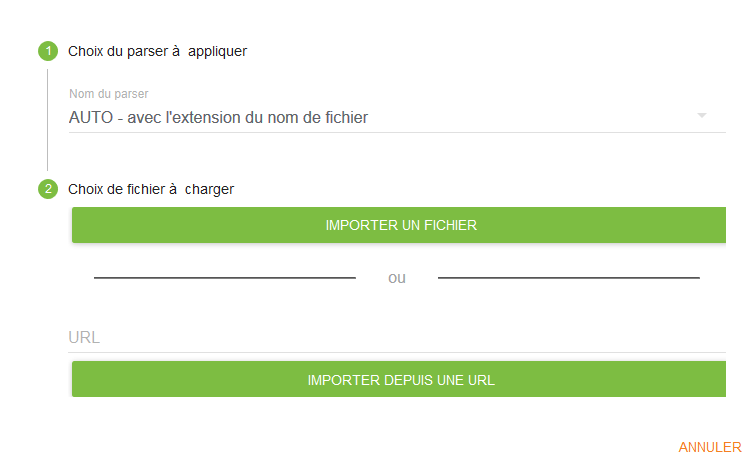 1 Choix du parser à appliquer
Nom du parser
AUTO - avec l'extension du nom de fichier
2 Choix de fichier à charger
IMPORTER UN FICHIER
ou
URL
IMPORTER DEPUIS UNE URL
ANNULER